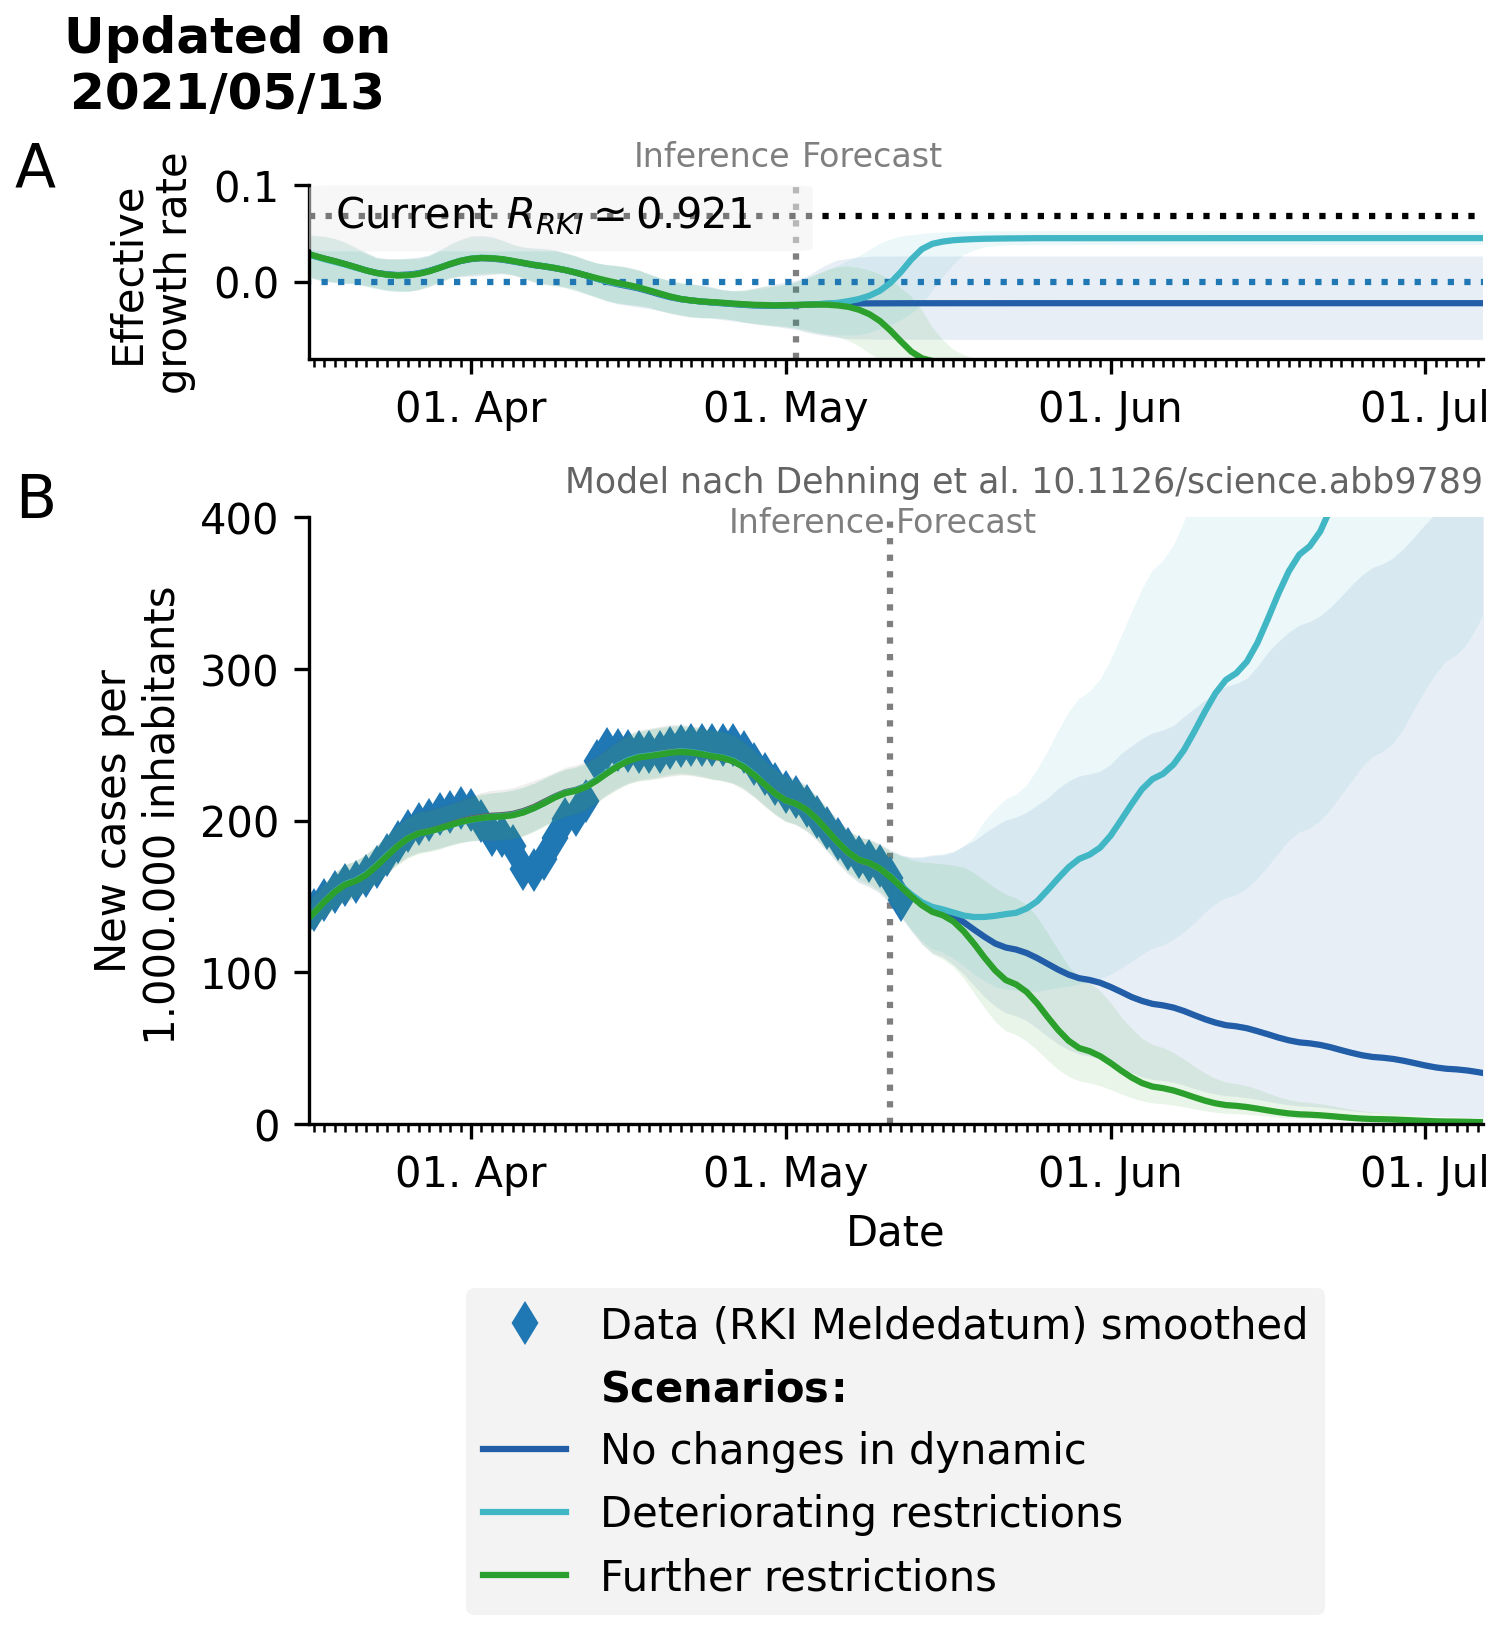 Updated on
2021/05/13
A
Inference Forecast
Effective
growth rate
0.1
0.0
Current R_RKI ≃ 0.921
01. Apr
01. May
01. Jun
01. Jul
B
Model nach Dehning et al. 10.1126/science.abb9789
Inference Forecast
New cases per
1.000.000 inhabitants
400
300
200
100
0
01. Apr
01. May
01. Jun
01. Jul
Date
Data (RKI Meldedatum) smoothed
Scenarios:
No changes in dynamic
Deteriorating restrictions
Further restrictions